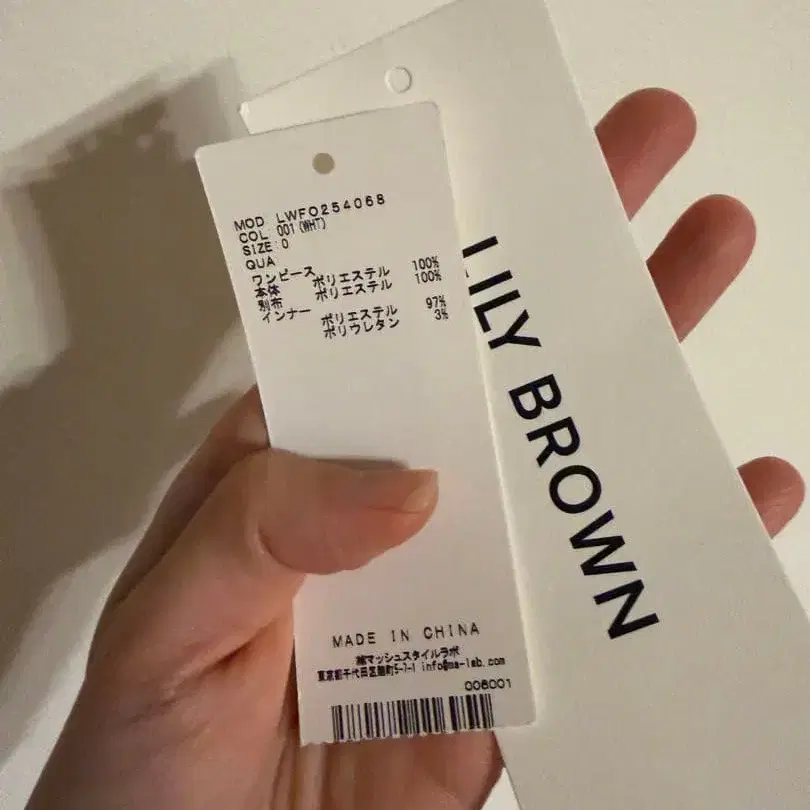 MOD LWFO254068
COL 001(WHT)
SIZE:0
QUA
ワンピース
本体 ポリエステル 100%
別布 ポリエステル 100%
インナー
ポリエステル 97%
ポリウレタン 3%
MADE IN CHINA
㈱マッシュスタイルラボ
東京都千代田区麹町5-7-1 info@ms-lab.com
006001
LILY BROWN